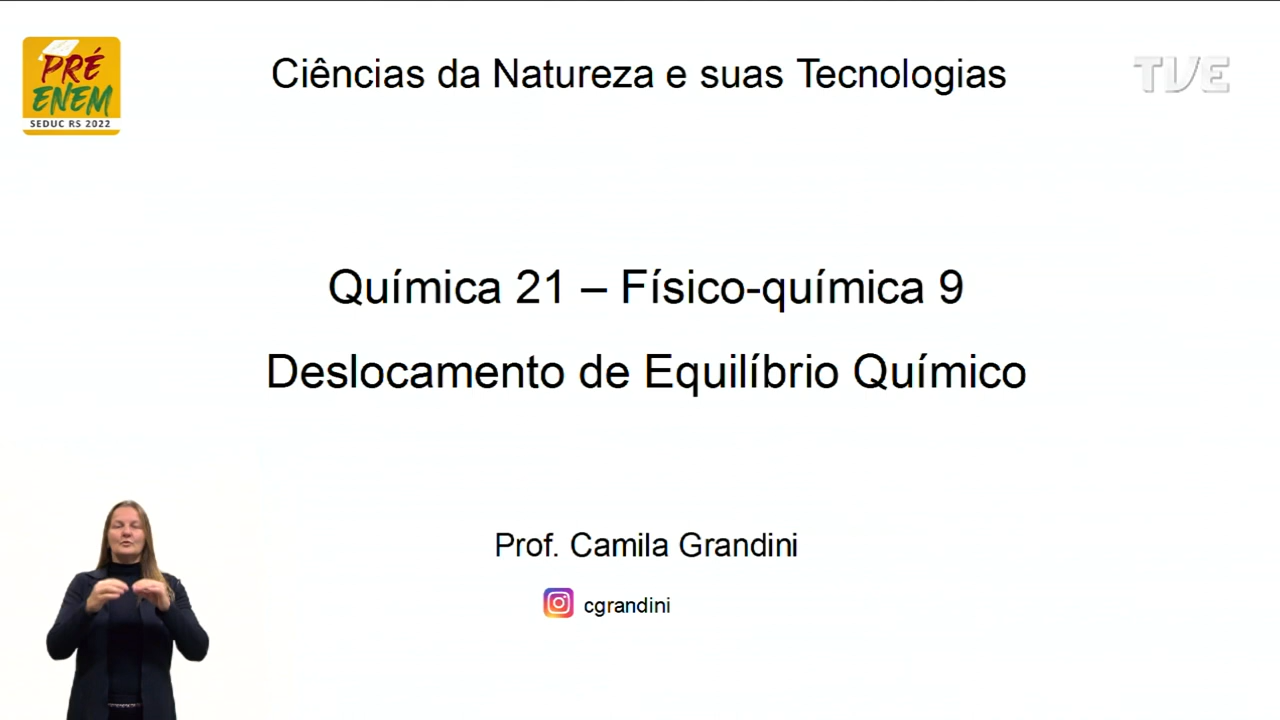 PRÉ
ENEM
SEDUC RS 2022
Ciências da Natureza e suas Tecnologias
TVE
Química 21 – Físico-química 9
Deslocamento de Equilíbrio Químico
Prof. Camila Grandini
cgrandini